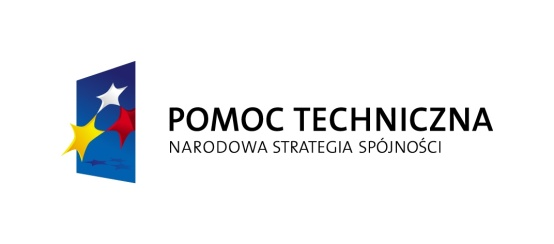 POMOC TECHNICZNA
NARODOWA STRATEGIA SPÓJNOŚCI